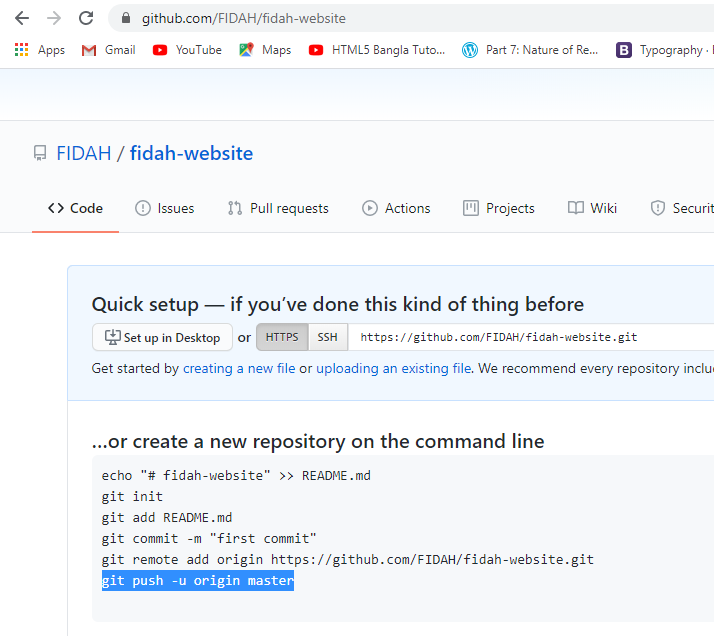 github.com/FIDAH/fidah-website
Apps Gmail YouTube Maps HTML5 Bangla Tuto... Part 7: Nature of Re... B Typography ·
FIDAH / fidah-website
<> Code Issues Pull requests Actions Projects Wiki Securit
Quick setup — if you’ve done this kind of thing before
Set up in Desktop or HTTPS SSH https://github.com/FIDAH/fidah-website.git
Get started by creating a new file or uploading an existing file. We recommend every repository inclu
…or create a new repository on the command line
echo "# fidah-website" >> README.md
git init
git add README.md
git commit -m "first commit"
git remote add origin https://github.com/FIDAH/fidah-website.git
git push -u origin master